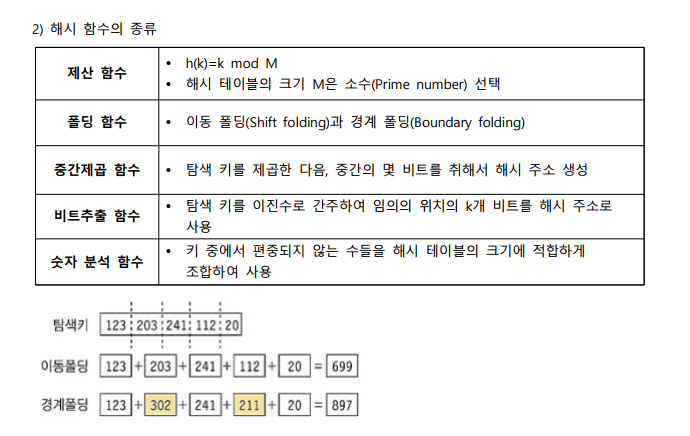 2) 해시 함수의 종류
제산 함수
• h(k)=k mod M
• 해시 테이블의 크기 M은 소수(Prime number) 선택
폴딩 함수
• 이동 폴딩(Shift folding)과 경계 폴딩(Boundary folding)
중간제곱 함수
• 탐색 키를 제곱한 다음, 중간의 몇 비트를 취해서 해시 주소 생성
비트추출 함수
• 탐색 키를 이진수로 간주하여 임의의 위치의 k개 비트를 해시 주소로
사용
숫자 분석 함수
• 키 중에서 편중되지 않는 수들을 해시 테이블의 크기에 적합하게
조합하여 사용
탐색키 123 203 241 112 20
이동폴딩 123 + 203 + 241 + 112 + 20 = 699
경계폴딩 123 + 302 + 241 + 211 + 20 = 897